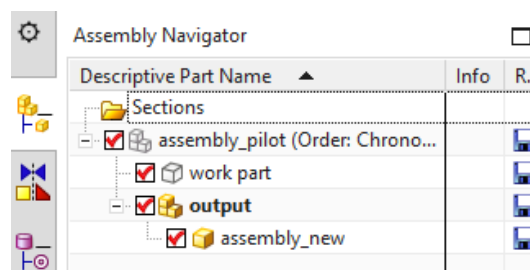 Assembly Navigator
Descriptive Part Name Info R.
Sections
assembly_pilot (Order: Chrono...
work part
output
assembly_new